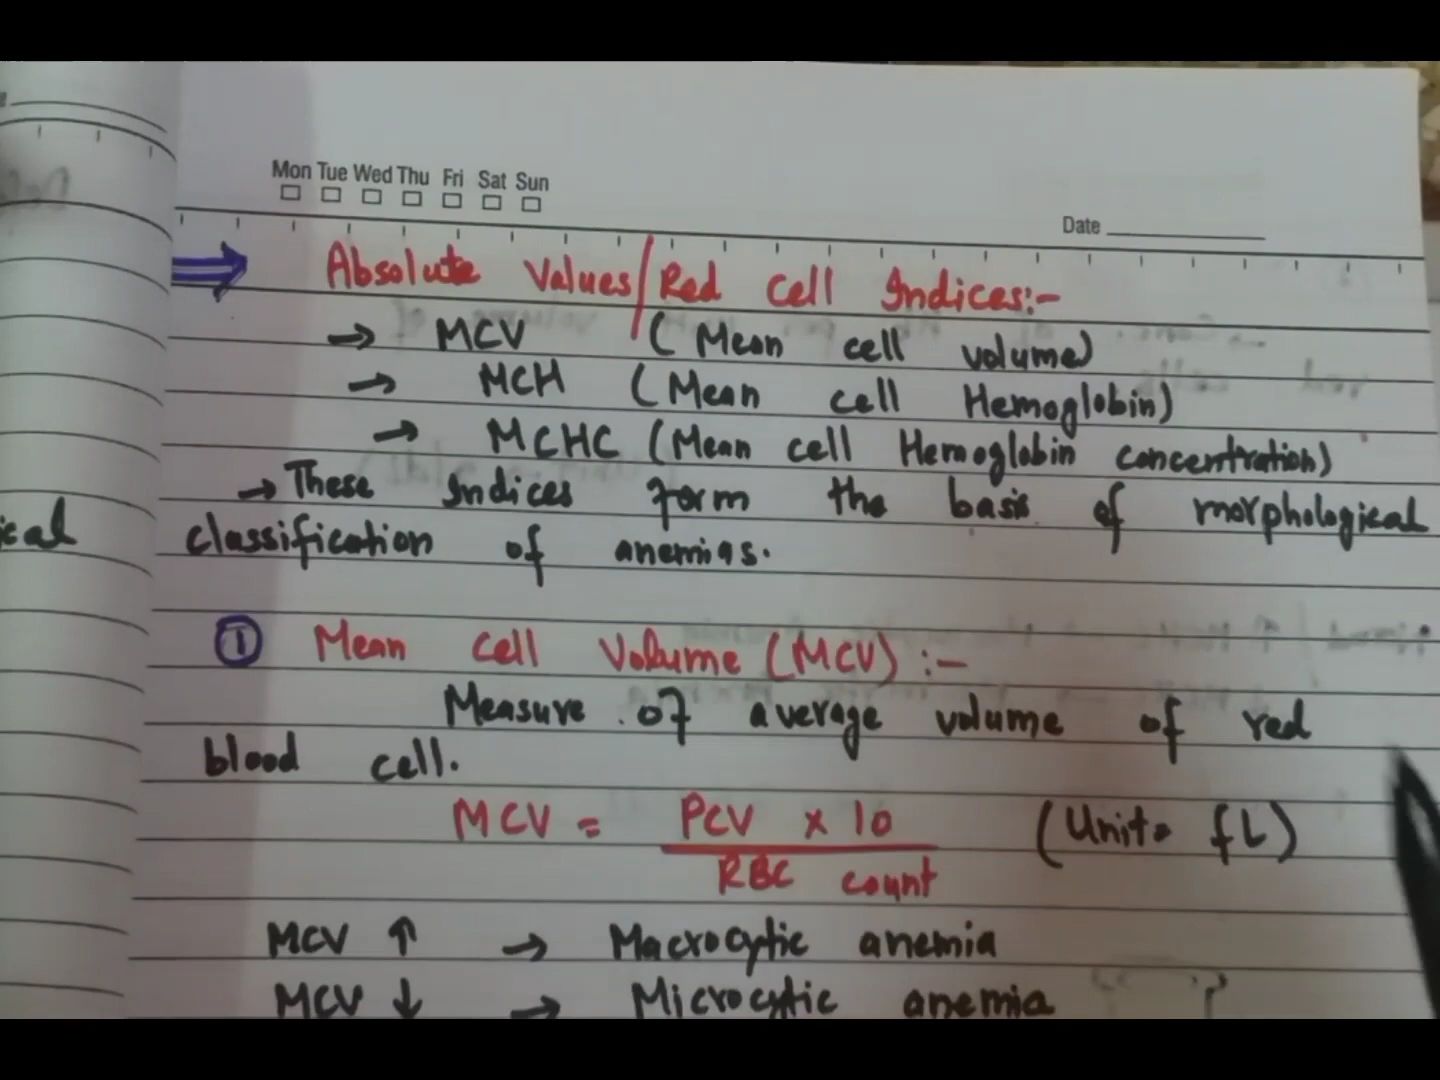 Mon Tue Wed Thu Fri Sat Sun
Date
Absolute Values/Red Cell Indices:-
→ MCV (Mean cell volume)
→ MCH (Mean cell Hemoglobin)
→ MCHC (Mean cell Hemoglobin concentration)
→ These Indices form the basis of morphological
ical
classification of anemias.
① Mean Cell Volume (MCV) :-
Measure of average volume of red
blood cell.
MCV = PCV × 10 (Unit = fL)
RBC count
MCV ↑ → Macrocytic anemia
MCV ↓ → Microcytic anemia